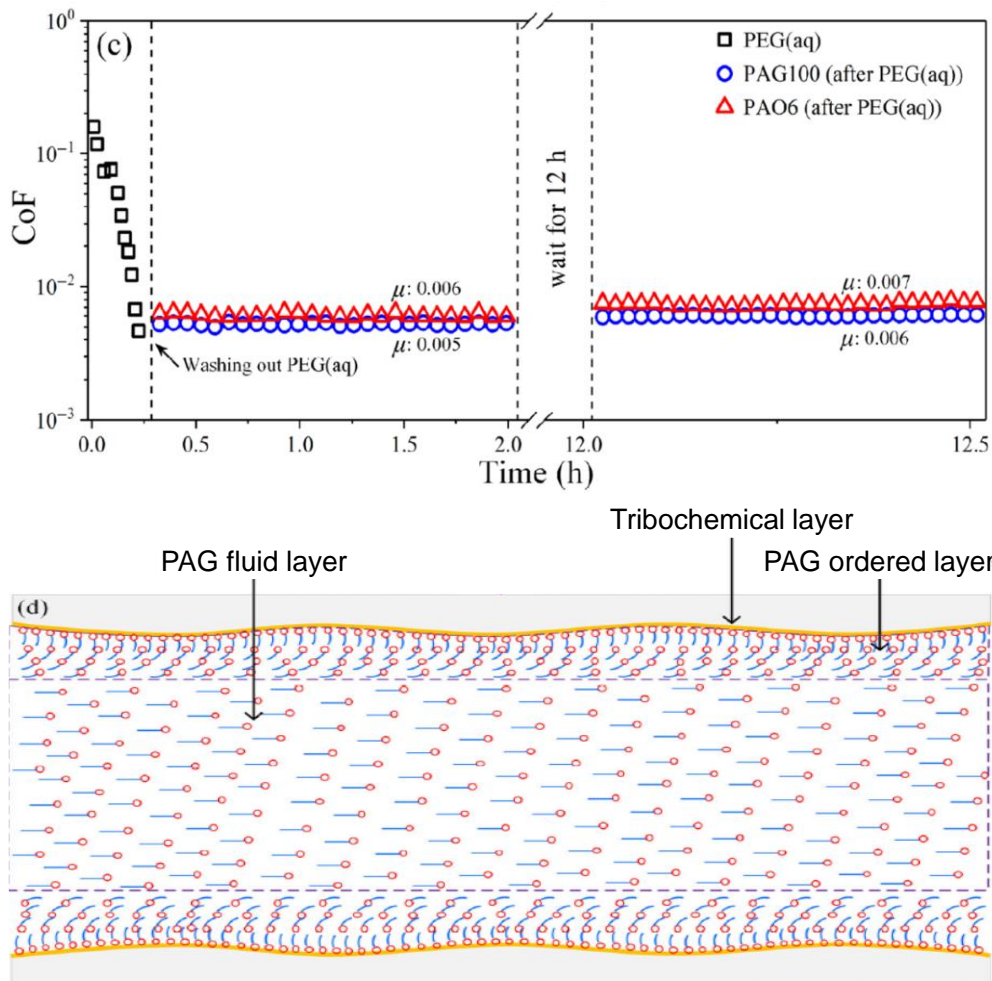 10⁰
(c)
PEG(aq)
PAG100 (after PEG(aq))
PAO6 (after PEG(aq))
10⁻¹
CoF
wait for 12 h
10⁻²
μ: 0.006
μ: 0.007
μ: 0.005
μ: 0.006
Washing out PEG(aq)
10⁻³
0.0 0.5 1.0 1.5 2.0 12.0 12.5
Time (h)
Tribochemical layer
PAG fluid layer
PAG ordered layer
(d)